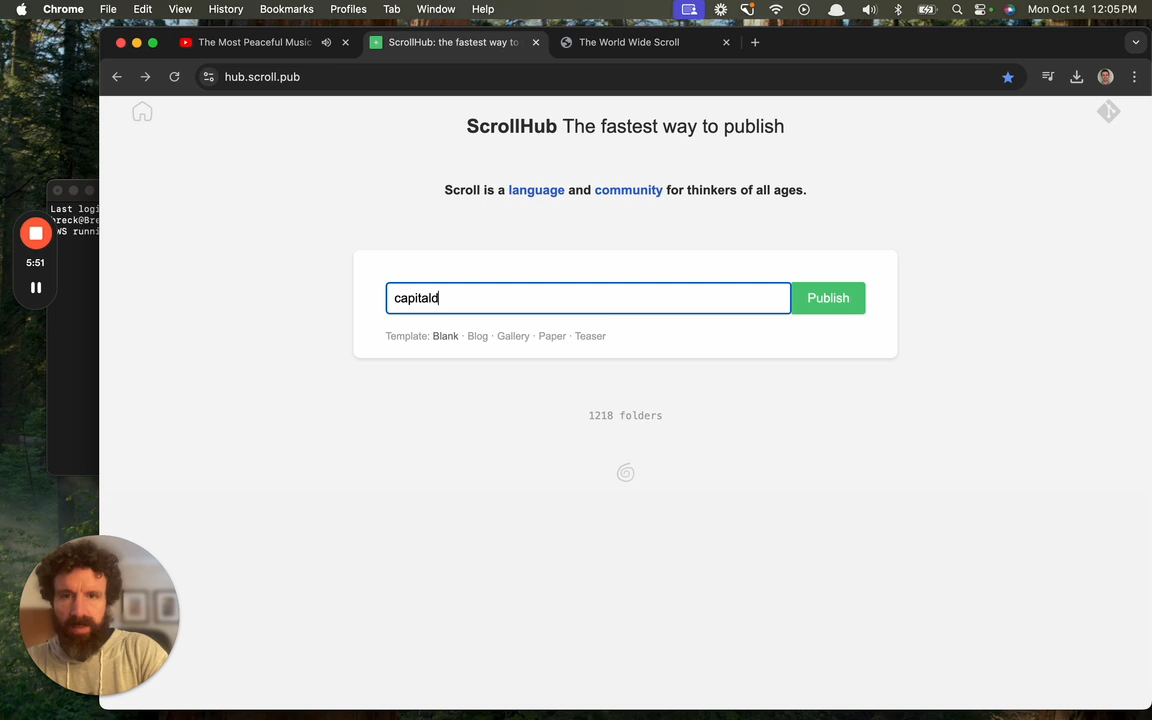 Chrome File Edit View History Bookmarks Profiles Tab Window Help Mon Oct 14 12:05 PM
The Most Peaceful Music ScrollHub: the fastest way to The World Wide Scroll
hub.scroll.pub
ScrollHub The fastest way to publish
Scroll is a language and community for thinkers of all ages.
Last logi
breck@Bre
WS runni
5:51
capitald Publish
Template: Blank · Blog · Gallery · Paper · Teaser
1218 folders